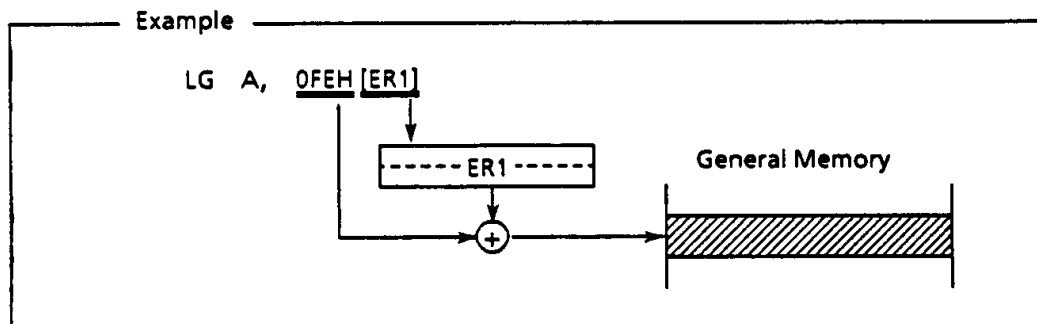 Example
LG A, 0FEH [ER1]
ER1
General Memory
+